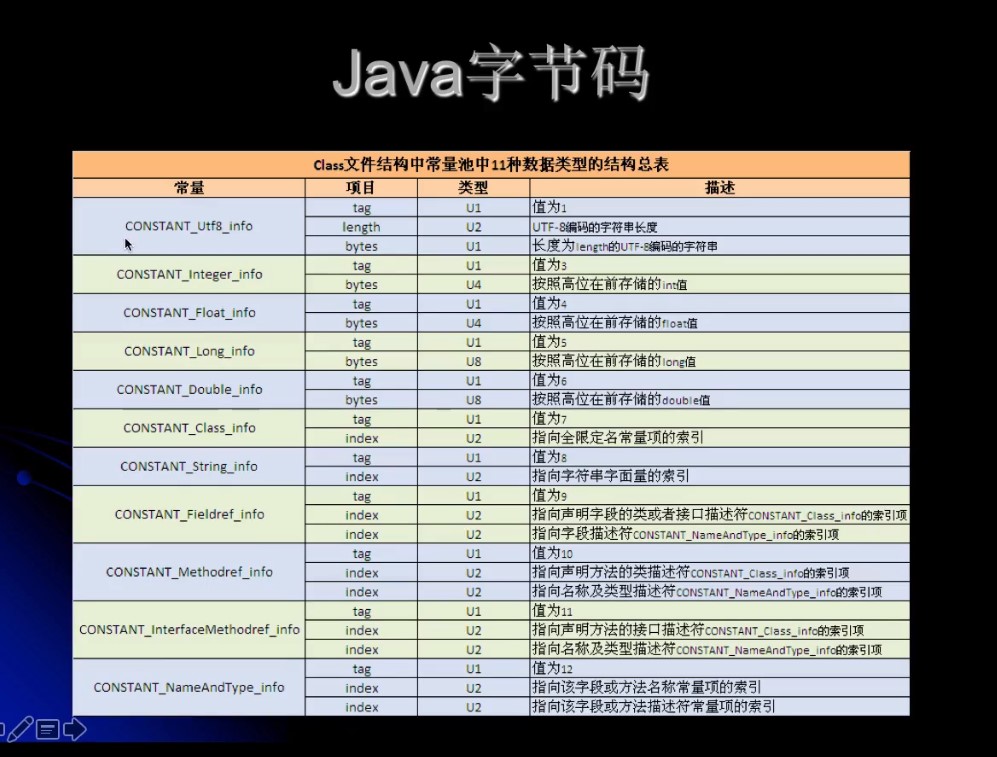 Java字节码
Class文件结构中常量池中11种数据类型的结构总表
常量 项目 类型 描述
CONSTANT_Utf8_info tag U1 值为1
length U2 UTF-8编码的字符串长度
bytes U1 长度为length的UTF-8编码的字符串
CONSTANT_Integer_info tag U1 值为3
bytes U4 按照高位在前存储的int值
CONSTANT_Float_info tag U1 值为4
bytes U4 按照高位在前存储的float值
CONSTANT_Long_info tag U1 值为5
bytes U8 按照高位在前存储的long值
CONSTANT_Double_info tag U1 值为6
bytes U8 按照高位在前存储的double值
CONSTANT_Class_info tag U1 值为7
index U2 指向全限定名常量项的索引
CONSTANT_String_info tag U1 值为8
index U2 指向字符串字面量的索引
CONSTANT_Fieldref_info tag U1 值为9
index U2 指向声明字段的类或者接口描述符CONSTANT_Class_info的索引项
index U2 指向字段描述符CONSTANT_NameAndType_info的索引项
CONSTANT_Methodref_info tag U1 值为10
index U2 指向声明方法的类描述符CONSTANT_Class_info的索引项
index U2 指向名称及类型描述符CONSTANT_NameAndType_info的索引项
CONSTANT_InterfaceMethodref_info tag U1 值为11
index U2 指向声明方法的接口描述符CONSTANT_Class_info的索引项
index U2 指向名称及类型描述符CONSTANT_NameAndType_info的索引项
CONSTANT_NameAndType_info tag U1 值为12
index U2 指向该字段或方法名称常量项的索引
index U2 指向该字段或方法描述符常量项的索引